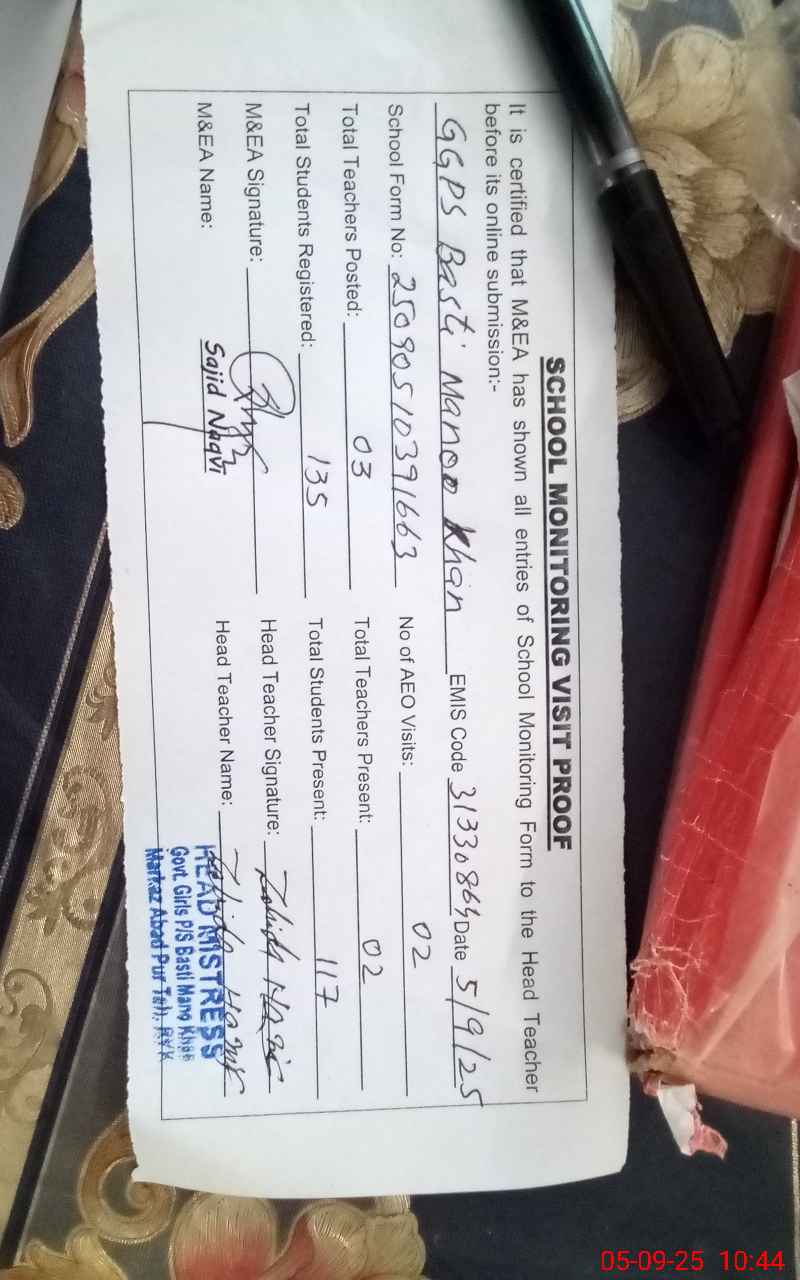 SCHOOL MONITORING VISIT PROOF
It is certified that M&EA has shown all entries of School Monitoring Form to the Head Teacher
before its online submission:-
GGPS Basti Manoo Khan EMIS Code 31330864 Date 5/9/25
School Form No: 25090510391663 No of AEO Visits: 02
Total Teachers Posted: 03 Total Teachers Present: 02
Total Students Registered: 135 Total Students Present: 117
M&EA Signature: Head Teacher Signature:
M&EA Name: Sajid Naqvi Head Teacher Name:
HEAD MISTRESS
Govt. Girls P/S Basti Mano Khan
Markaz Abad Pur Teh, RYK
05-09-25 10:44